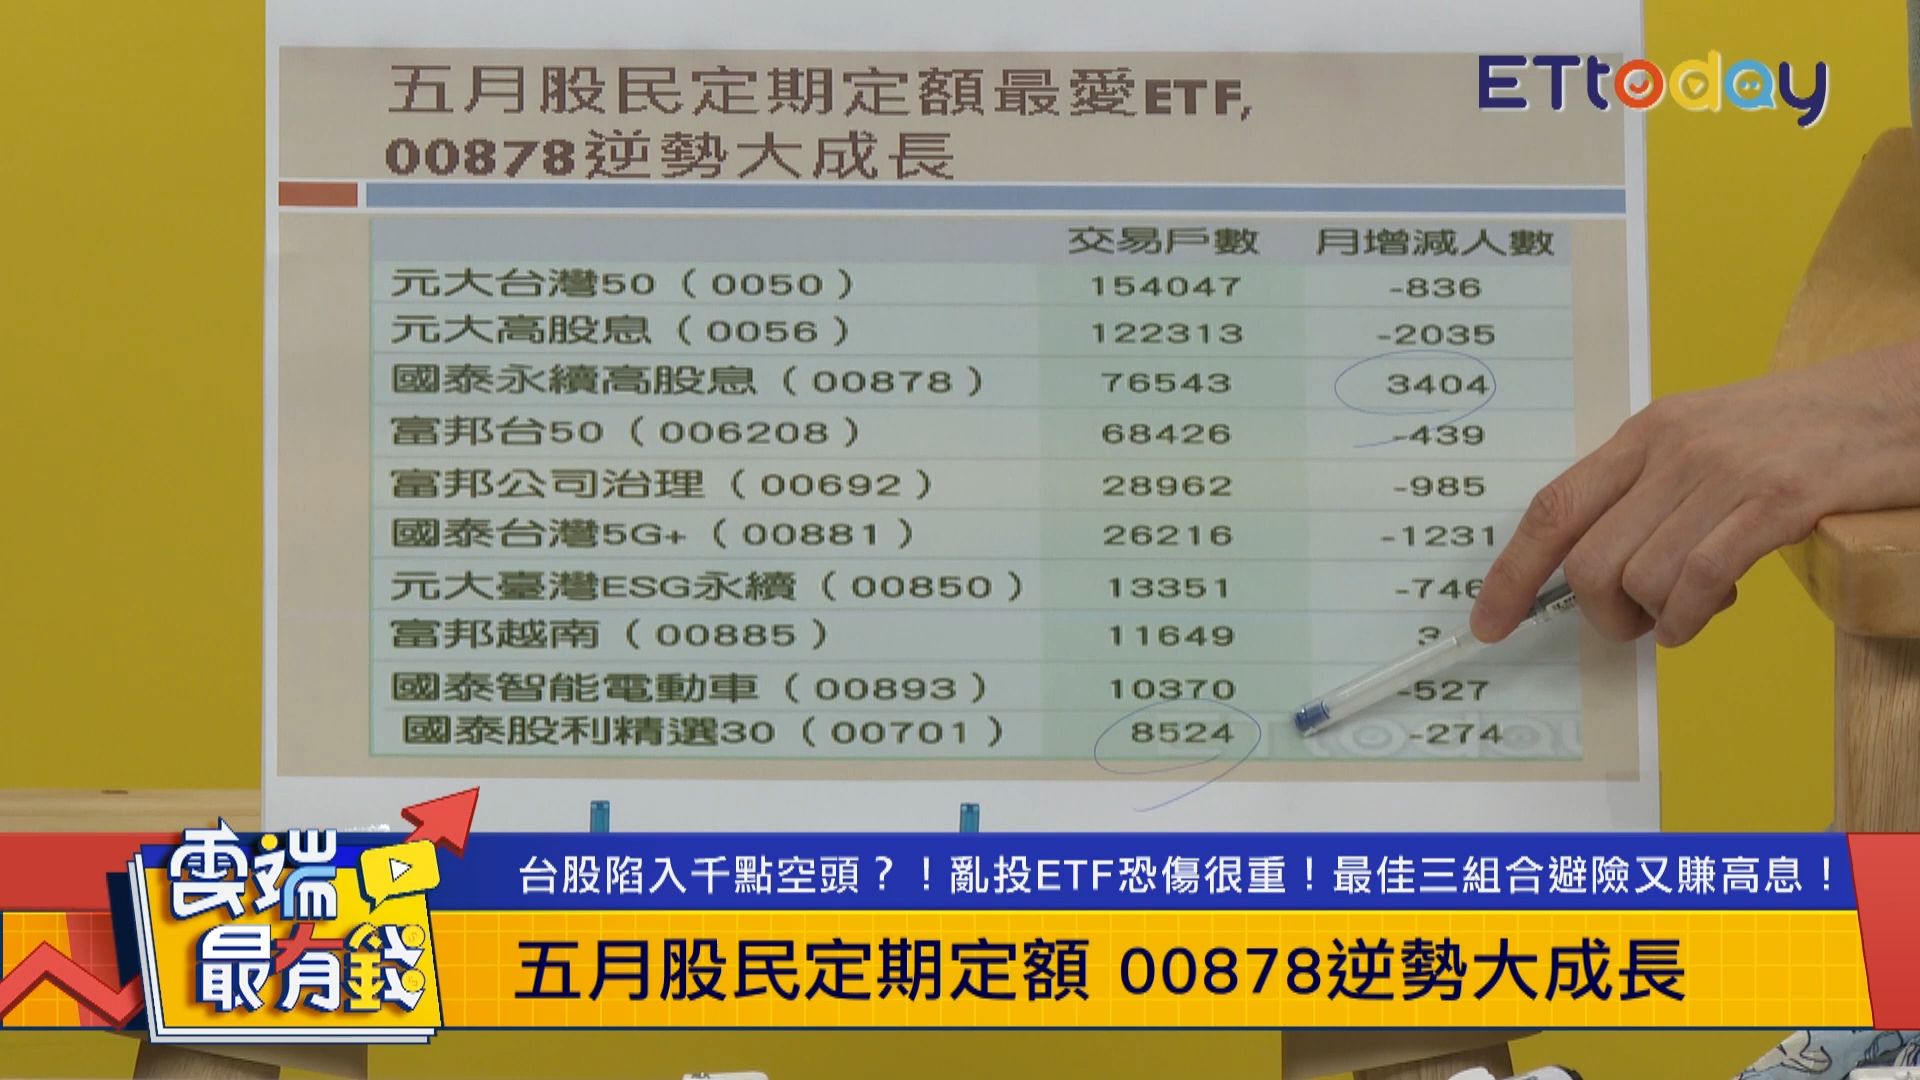 五月股民定期定額最愛ETF,
00878逆勢大成長
ETtoday
交易戶數 月增減人數
元大台灣50（0050） 154047 -836
元大高股息（0056） 122313 -2035
國泰永續高股息（00878） 76543 3404
富邦台50（006208） 68426 -439
富邦公司治理（00692） 28962 -985
國泰台灣5G+（00881） 26216 -1231
元大臺灣ESG永續（00850） 13351 -746
富邦越南（00885） 11649
國泰智能電動車（00893） 10370 -527
國泰股利精選30（00701） 8524 -274
ETtoday
雲端最有錢
台股陷入千點空頭？！亂投ETF恐傷很重！最佳三組合避險又賺高息！
五月股民定期定額 00878逆勢大成長